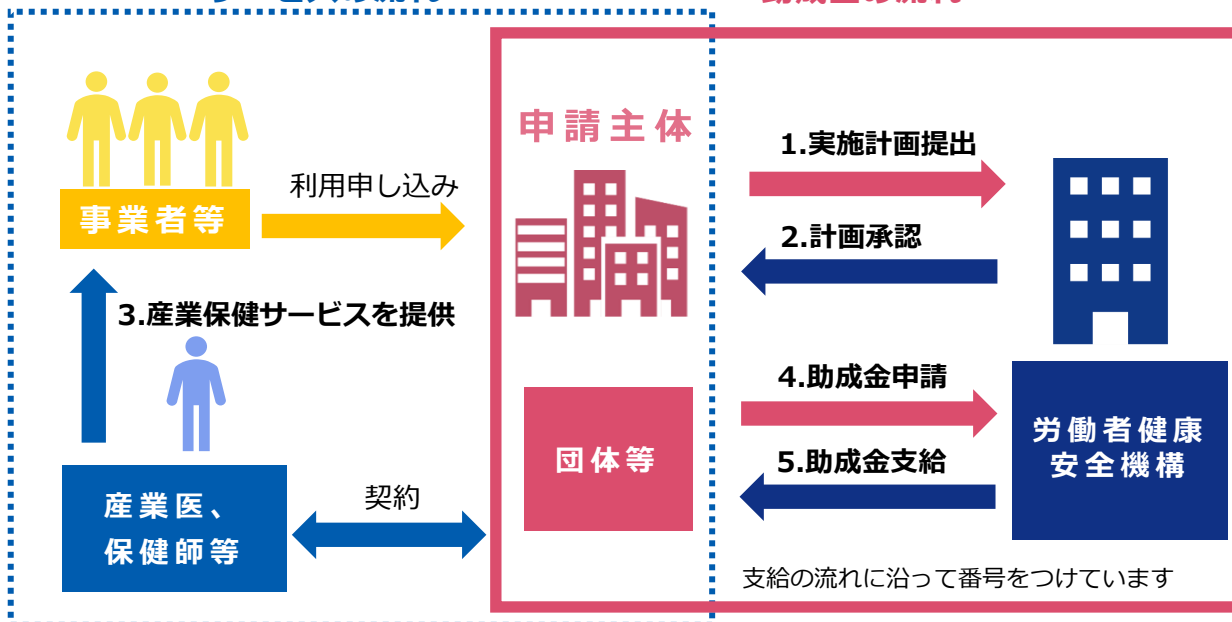 申請主体
事業者等
利用申し込み
1.実施計画提出
2.計画承認
3.産業保健サービスを提供
団体等
4.助成金申請
5.助成金支給
労働者健康
安全機構
産業医、
保健師等
契約
支給の流れに沿って番号をつけています